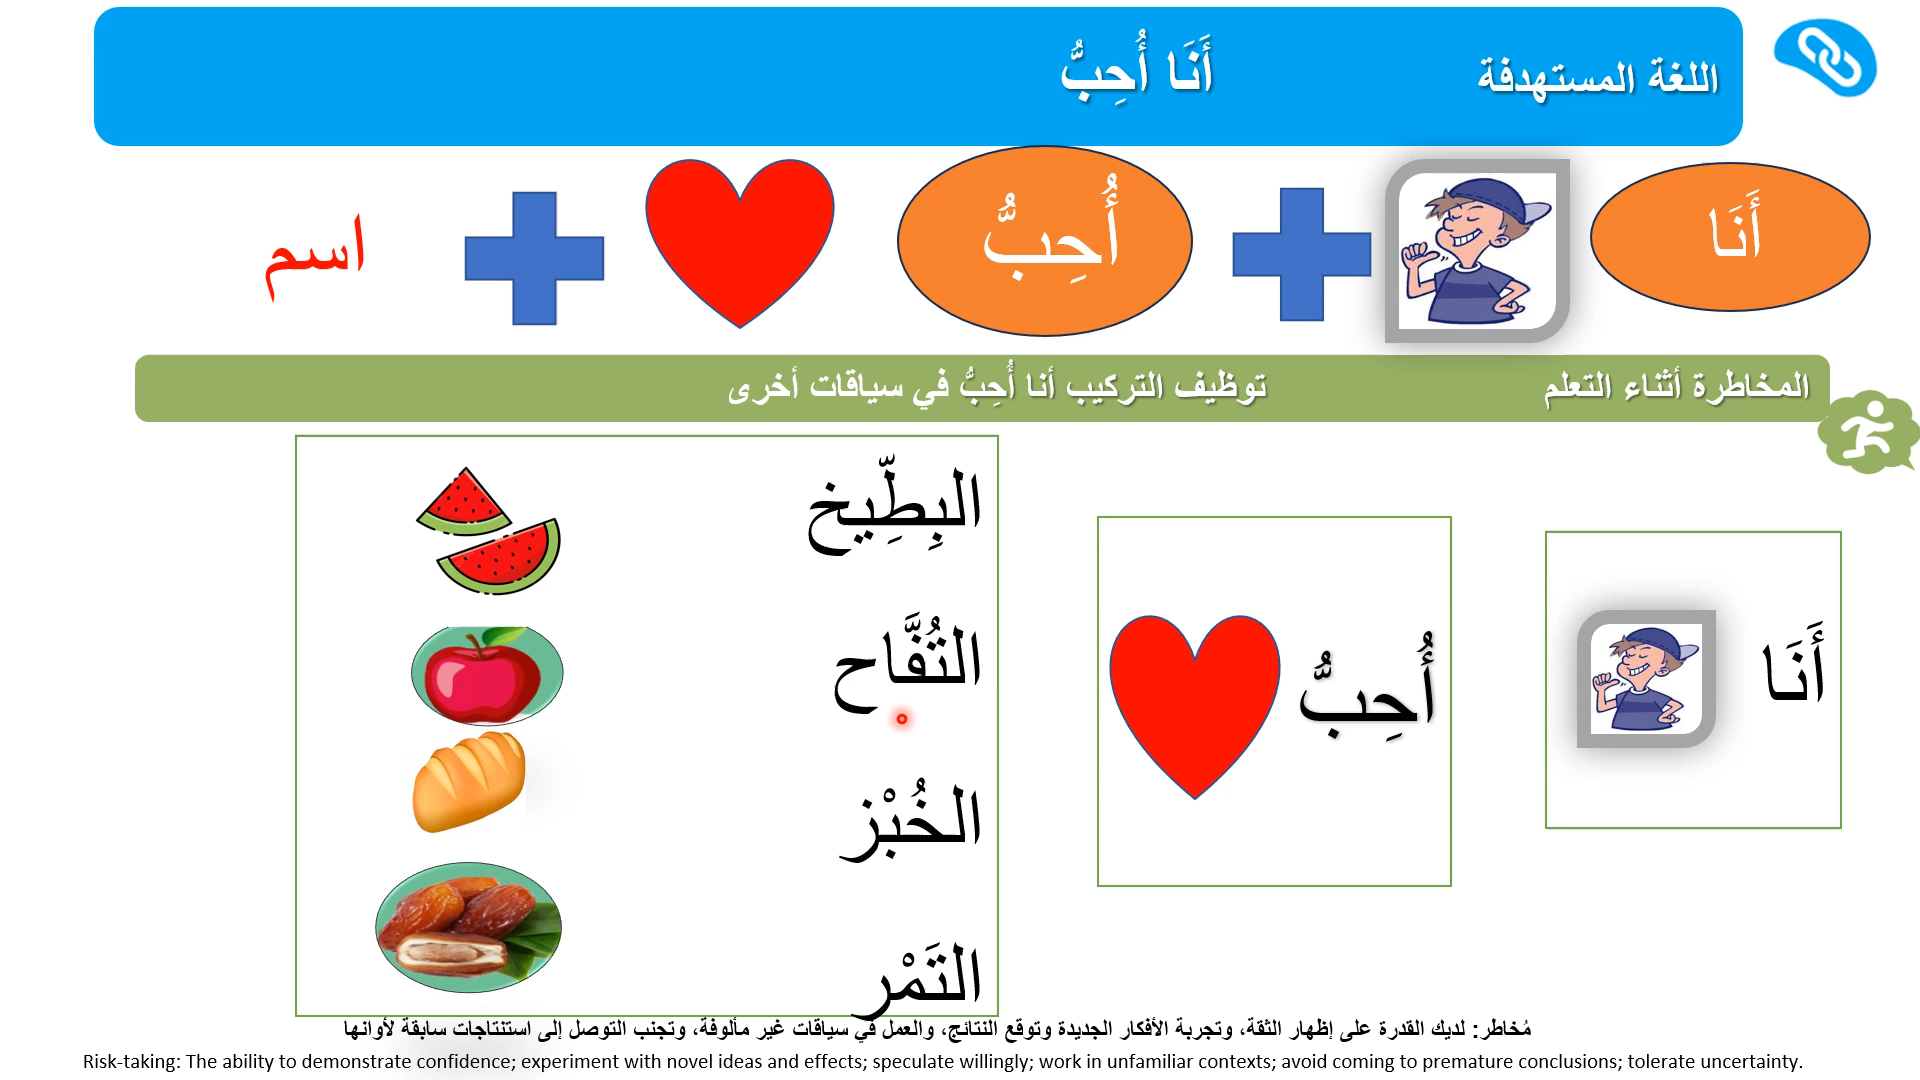 اللغة المستهدفة أَنَا أُحِبُّ
أَنَا أُحِبُّ اسم
المخاطرة أثناء التعلم توظيف التركيب أنا أُحِبُّ في سياقات أخرى
أَنَا
أُحِبُّ
البِطِّيخ
التُفَّاح
الخُبْز
التَمْر
مُخاطر: لديك القدرة على إظهار الثقة، وتجربة الأفكار الجديدة وتوقع النتائج، والعمل في سياقات غير مألوفة، وتجنب التوصل إلى استنتاجات سابقة لأوانها
Risk-taking: The ability to demonstrate confidence; experiment with novel ideas and effects; speculate willingly; work in unfamiliar contexts; avoid coming to premature conclusions; tolerate uncertainty.